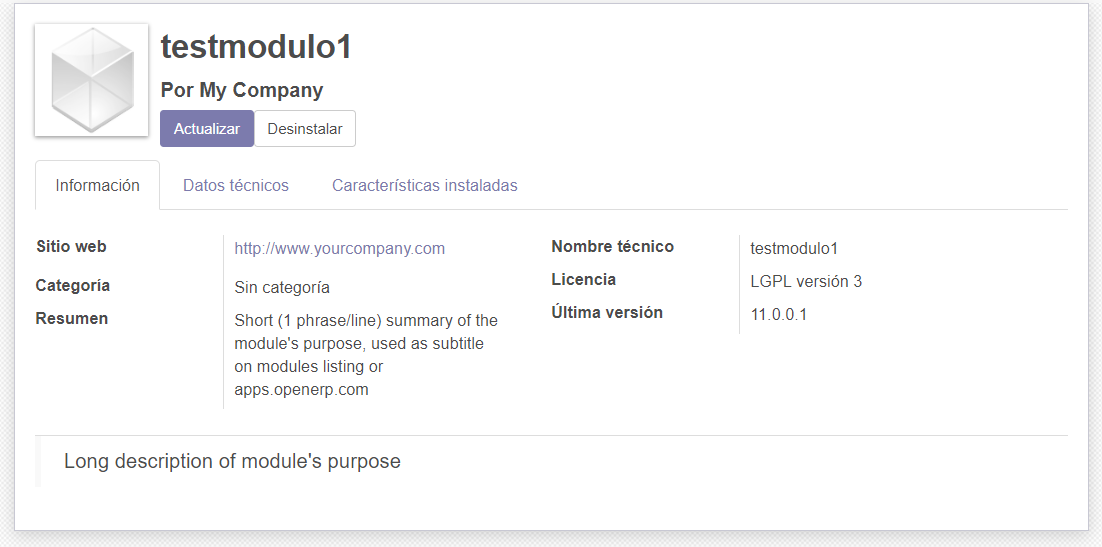 testmodulo1
Por My Company
Actualizar
Desinstalar
Información
Datos técnicos
Características instaladas
Sitio web
http://www.yourcompany.com
Categoría
Sin categoría
Resumen
Short (1 phrase/line) summary of the
module's purpose, used as subtitle
on modules listing or
apps.openerp.com
Nombre técnico
testmodulo1
Licencia
LGPL versión 3
Última versión
11.0.0.1
Long description of module's purpose